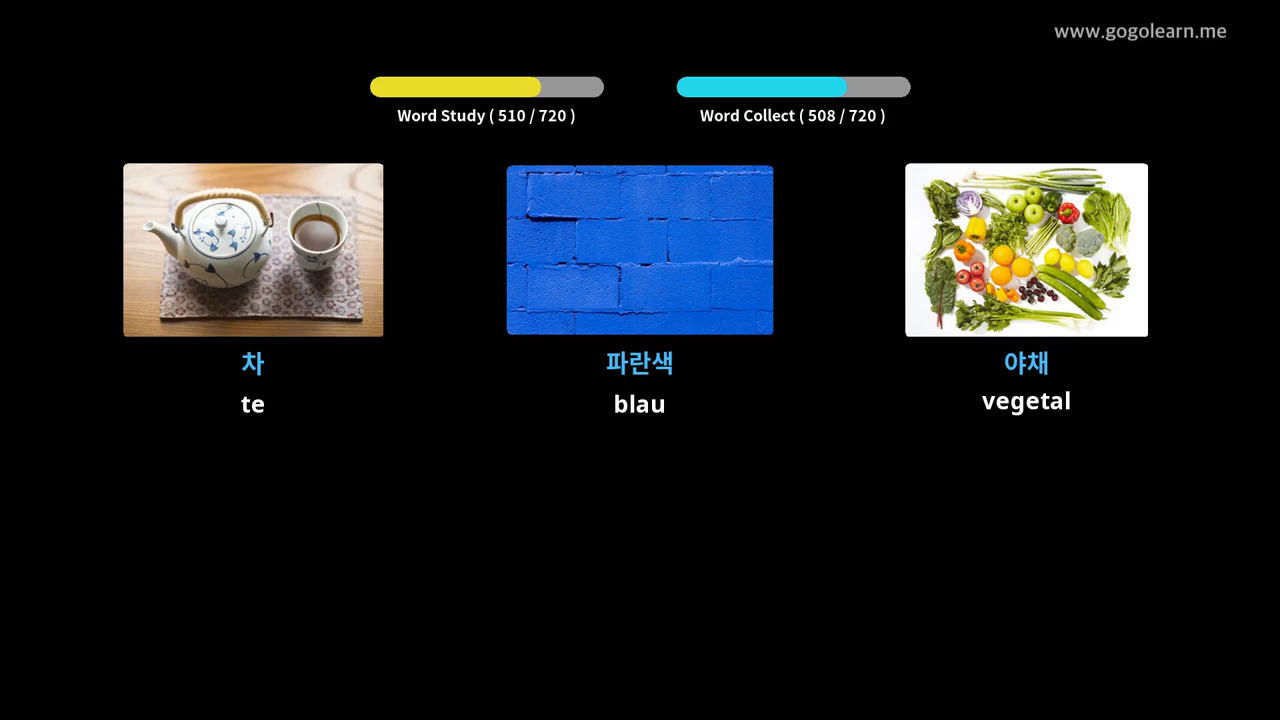 www.gogolearn.me
Word Study ( 510 / 720 )
Word Collect ( 508 / 720 )
차
te
파란색
blau
야채
vegetal